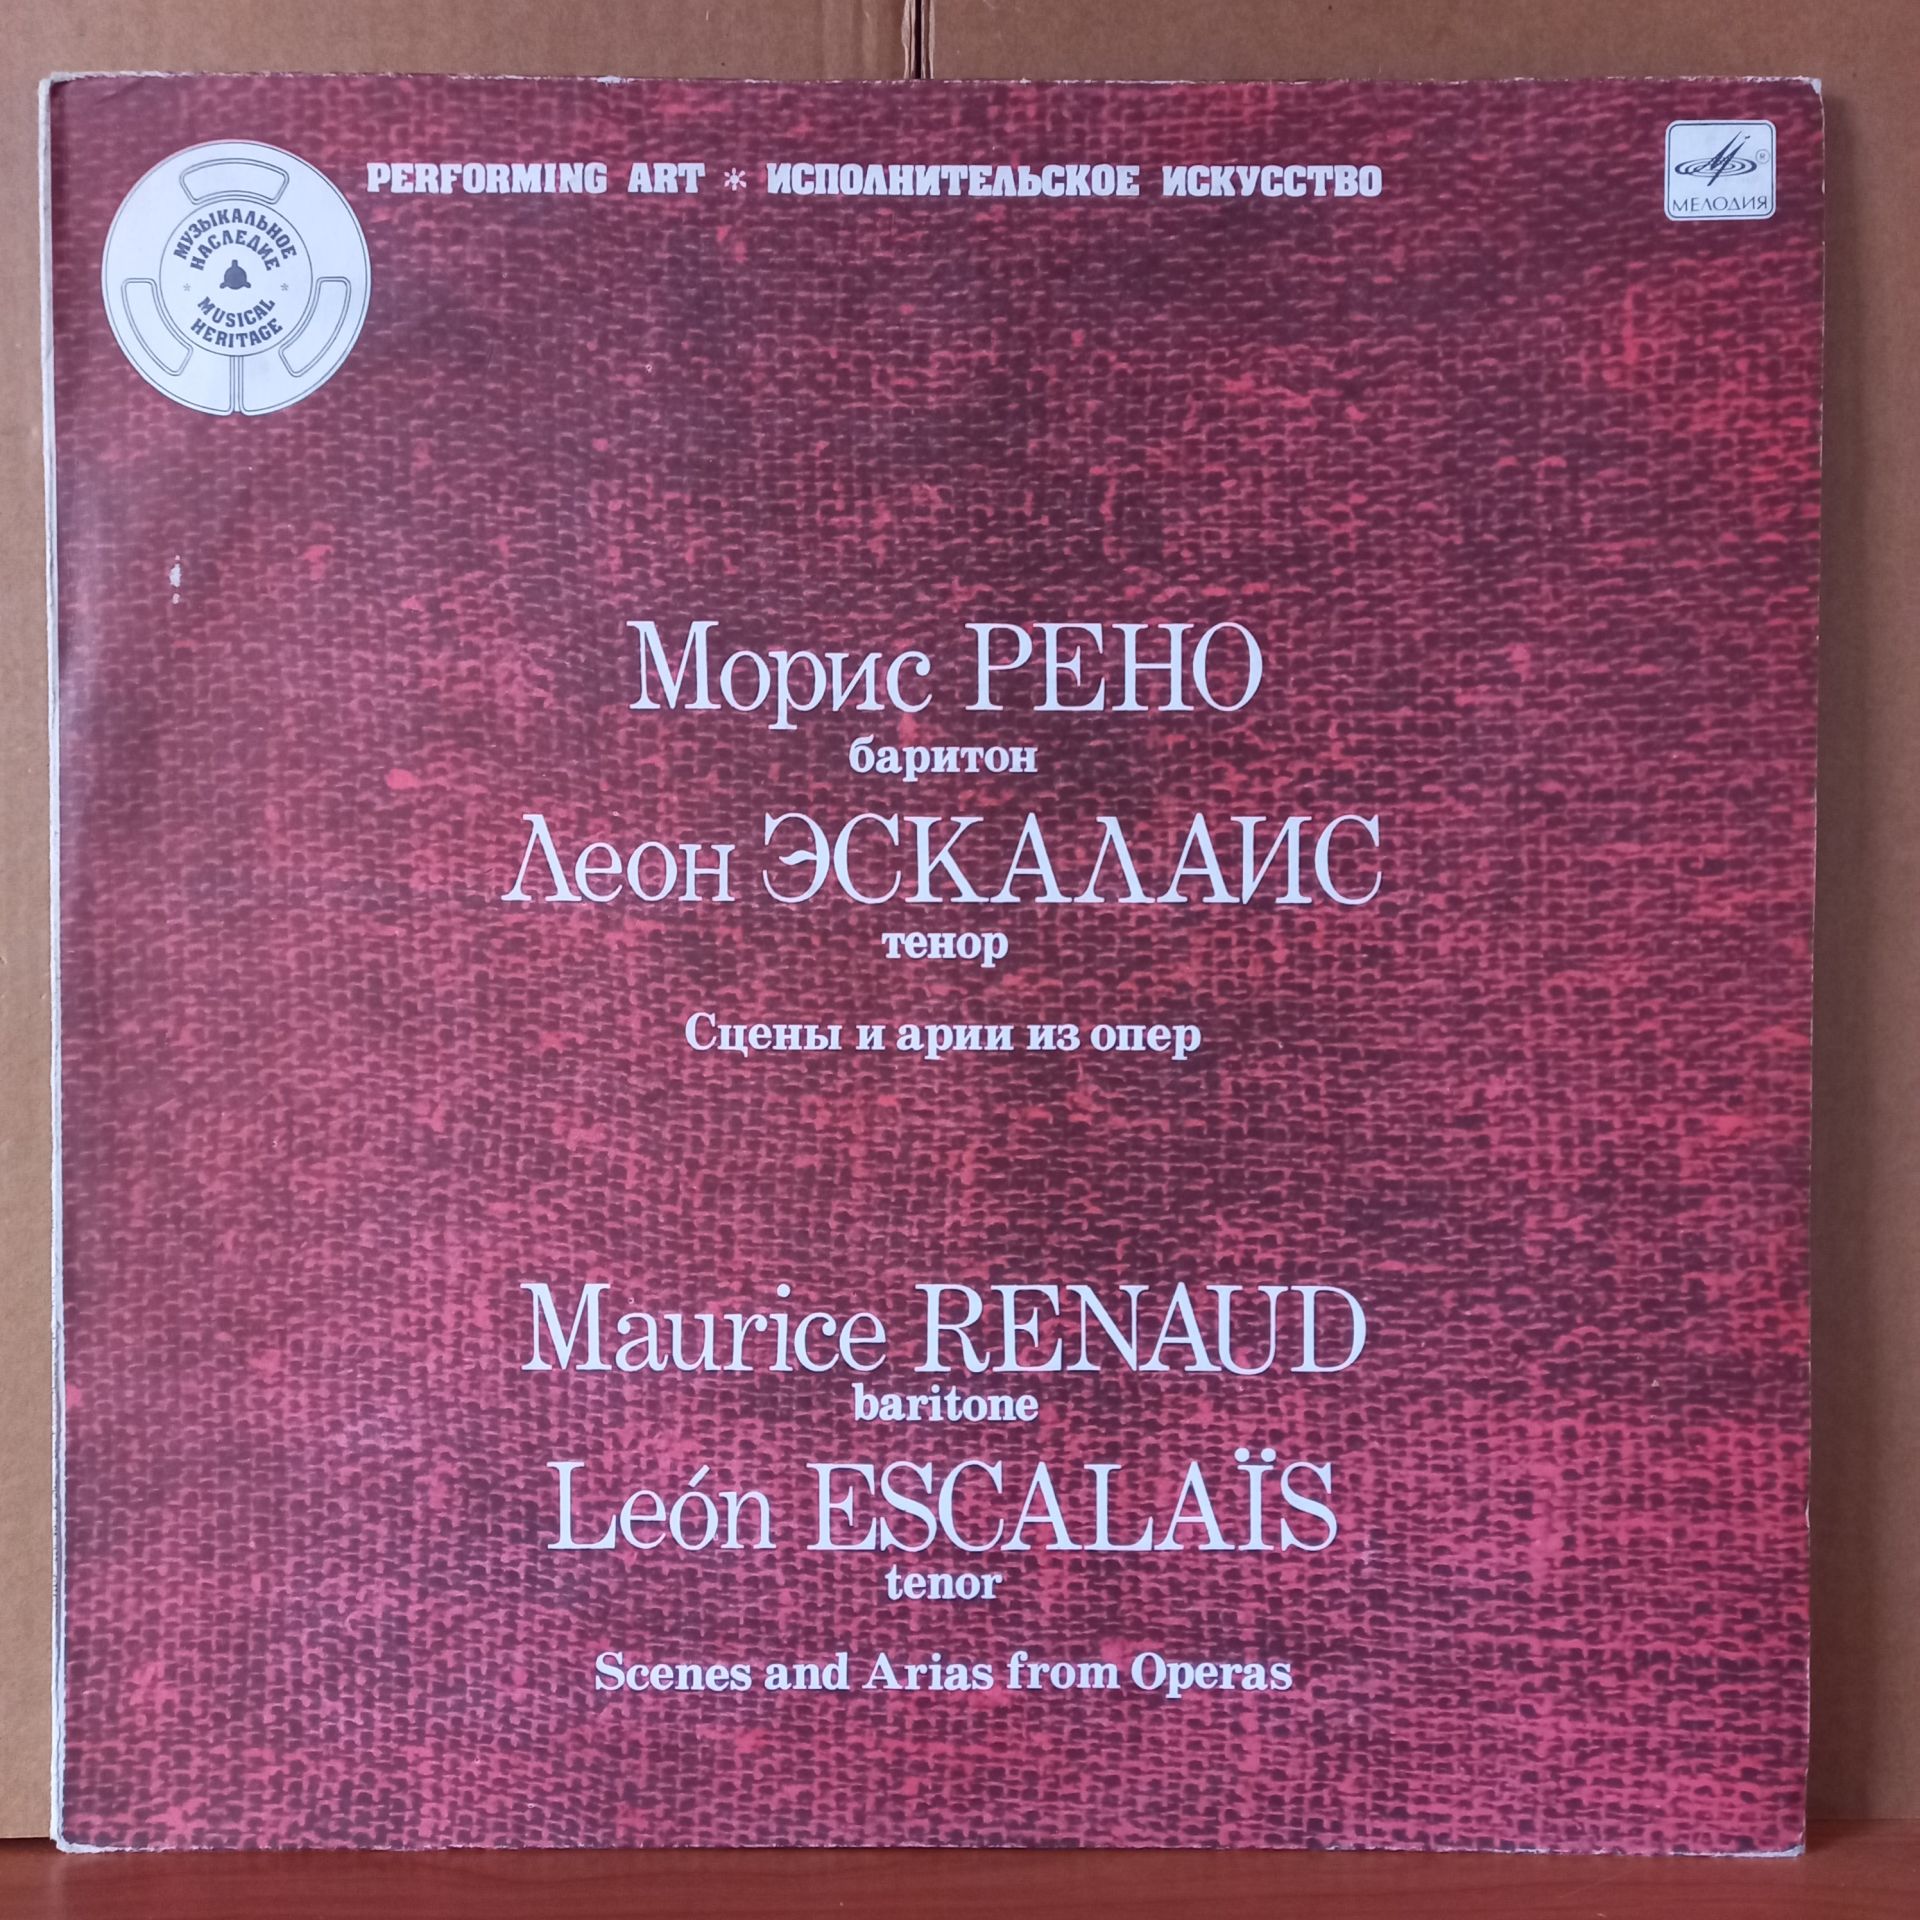 PERFORMING ART * ИСПОЛНИТЕЛЬСКОЕ ИСКУССТВО
МЕЛОДИЯ
МУЗЫКАЛЬНОЕ
НАСЛЕДИЕ
MUSICAL
HERITAGE
Морис РЕНО
баритон
Леон ЭСКАЛАИС
тенор
Сцены и арии из опер
Maurice RENAUD
baritone
León ESCALAÏS
tenor
Scenes and Arias from Operas